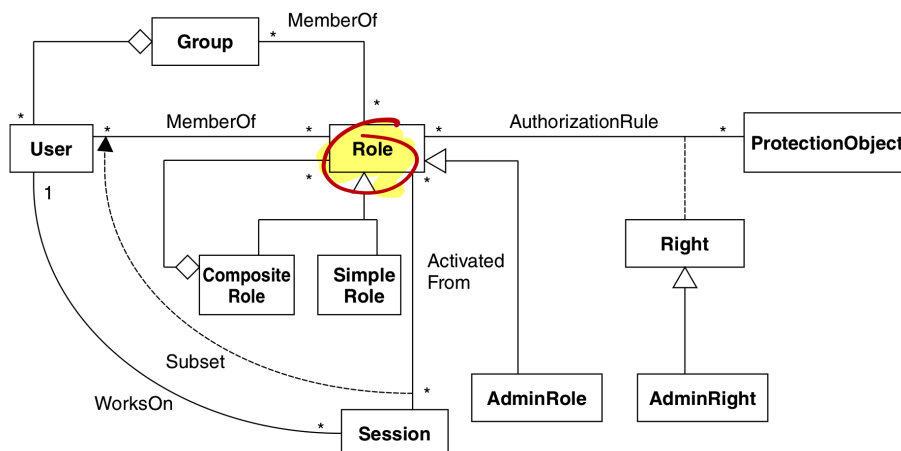 MemberOf
Group
*
*
*
User
*
MemberOf
*
Role
*
AuthorizationRule
*
ProtectionObject
1
*
*
Right
Composite
Role
Simple
Role
Activated
From
Subset
WorksOn
*
*
Session
AdminRole
AdminRight